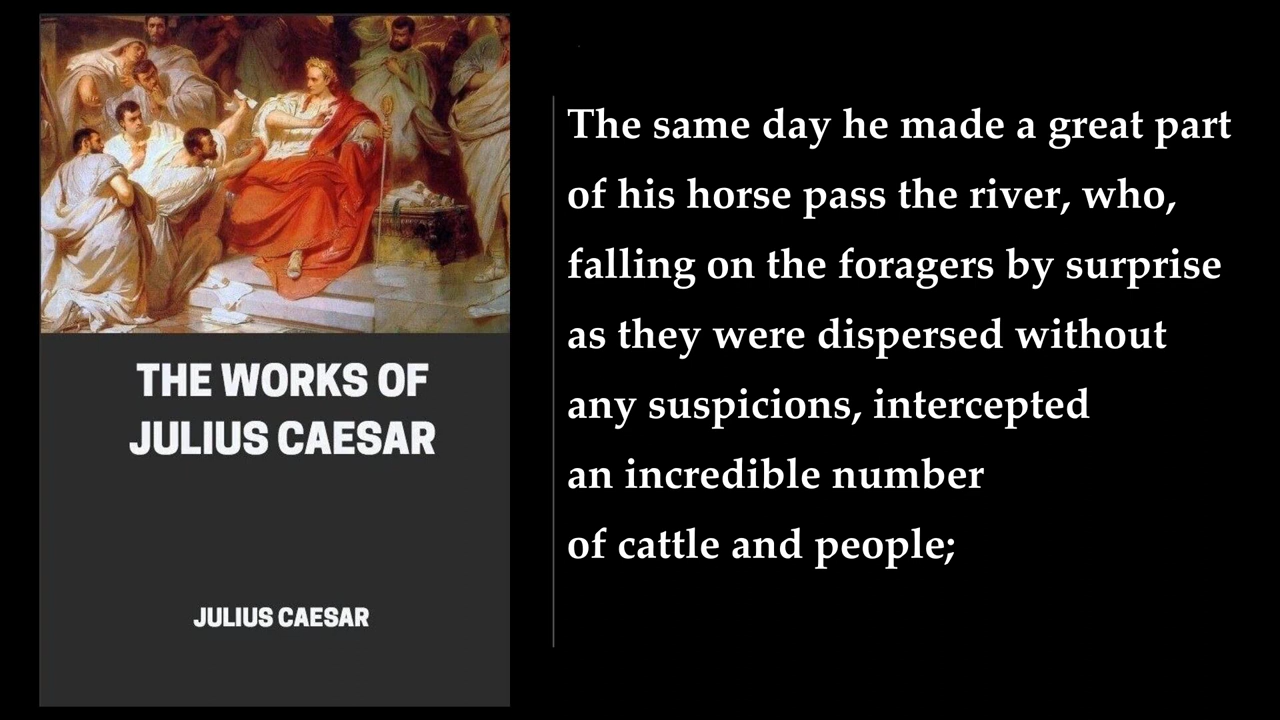 THE WORKS OF
JULIUS CAESAR
JULIUS CAESAR
The same day he made a great part
of his horse pass the river, who,
falling on the foragers by surprise
as they were dispersed without
any suspicions, intercepted
an incredible number
of cattle and people;